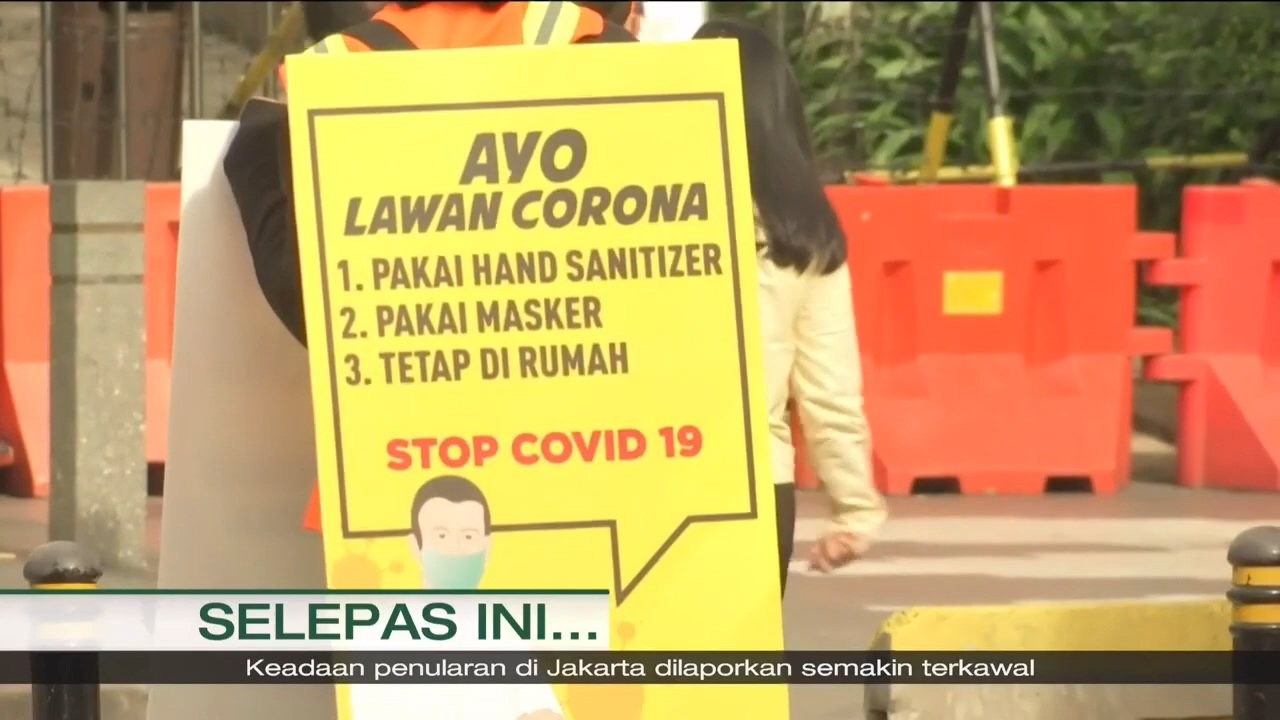 AYO
LAWAN CORONA
1. PAKAI HAND SANITIZER
2. PAKAI MASKER
3. TETAP DI RUMAH
STOP COVID 19
SELEPAS INI...
Keadaan penularan di Jakarta dilaporkan semakin terkawal